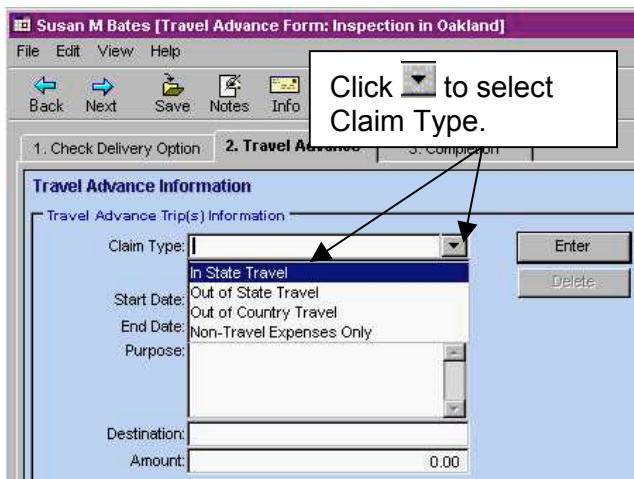 Susan M Bates [Travel Advance Form: Inspection in Oakland]
File Edit View Help
Back Next Save Notes Info
Click to select
Claim Type.
1. Check Delivery Option 2. Travel Advance 3. Completion
Travel Advance Information
Travel Advance Trip(s) Information
Claim Type: Enter
In State Travel
Delete
Start Date: Out of State Travel
Out of Country Travel
End Date: Non-Travel Expenses Only
Purpose:
Destination:
Amount: 0.00